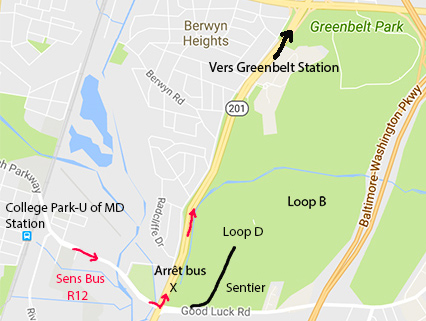 Berwyn
Heights
Greenbelt Park
Vers Greenbelt Station
Berwyn Rd
201
Baltimore-Washington Pkwy
h Parkway
College Park-U of MD
Station
Radcliffe Dr
Loop B
Loop D
Sens Bus
R12
Arrêt bus
X
Sentier
Good Luck Rd
Riv